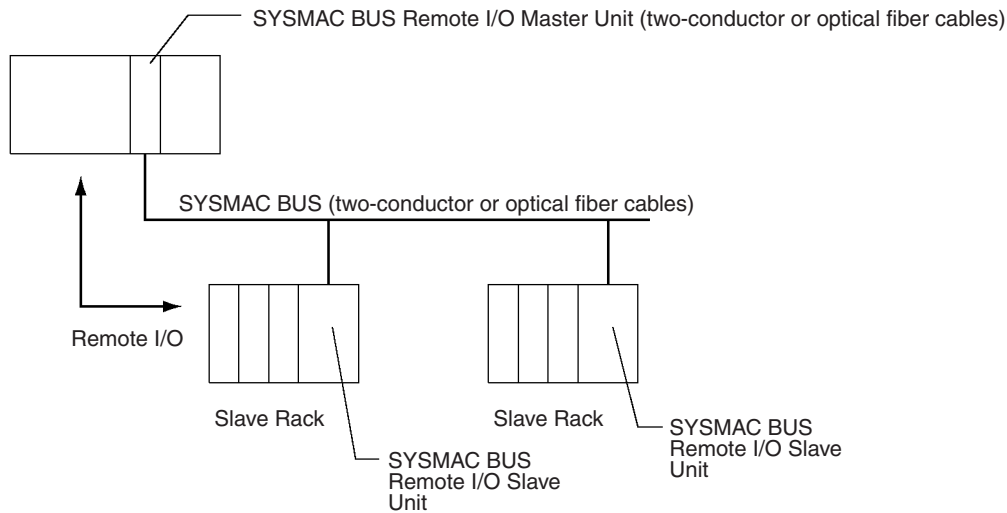 SYSMAC BUS Remote I/O Master Unit (two-conductor or optical fiber cables)
SYSMAC BUS (two-conductor or optical fiber cables)
Remote I/O
Slave Rack
Slave Rack
SYSMAC BUS
Remote I/O Slave
Unit
SYSMAC BUS
Remote I/O Slave
Unit